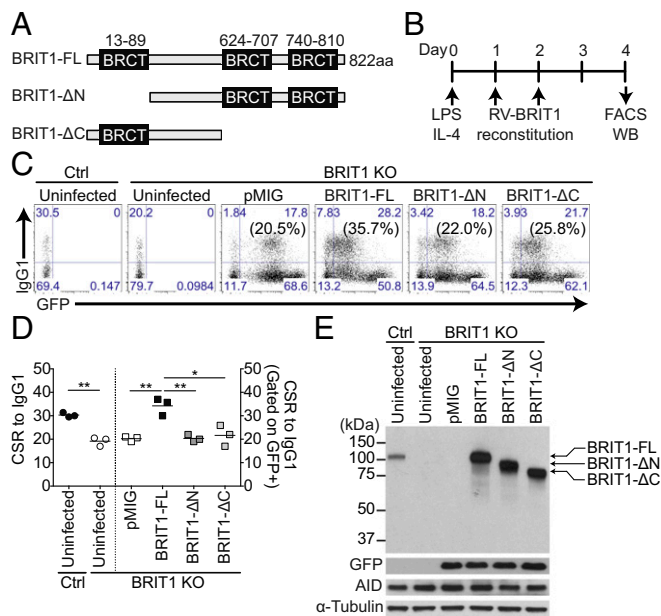 A
13-89 624-707 740-810
BRIT1-FL BRCT BRCT BRCT 822aa
BRIT1-ΔN BRCT BRCT
BRIT1-ΔC BRCT
B
Day 0 1 2 3 4
LPS RV-BRIT1 FACS
IL-4 reconstitution WB
C
Ctrl BRIT1 KO
Uninfected Uninfected pMIG BRIT1-FL BRIT1-ΔN BRIT1-ΔC
30.5 0 20.2 0 1.84 17.8 7.83 28.2 3.42 18.2 3.93 21.7
(20.5%) (35.7%) (22.0%) (25.8%)
69.4 0.147 79.7 0.0984 11.7 68.6 13.2 50.8 13.9 64.5 12.3 62.1
IgG1
GFP
D
CSR to IgG1
50
40
30
20
10
0
** ** ** *
50
40
30
20
10
0
CSR to IgG1
(Gated on GFP+)
Uninfected Uninfected pMIG BRIT1-FL BRIT1-ΔN BRIT1-ΔC
Ctrl BRIT1 KO
E
Ctrl BRIT1 KO
Uninfected Uninfected pMIG BRIT1-FL BRIT1-ΔN BRIT1-ΔC
(kDa)
150
100
75
50
37
BRIT1-FL
BRIT1-ΔN
BRIT1-ΔC
GFP
AID
α-Tubulin